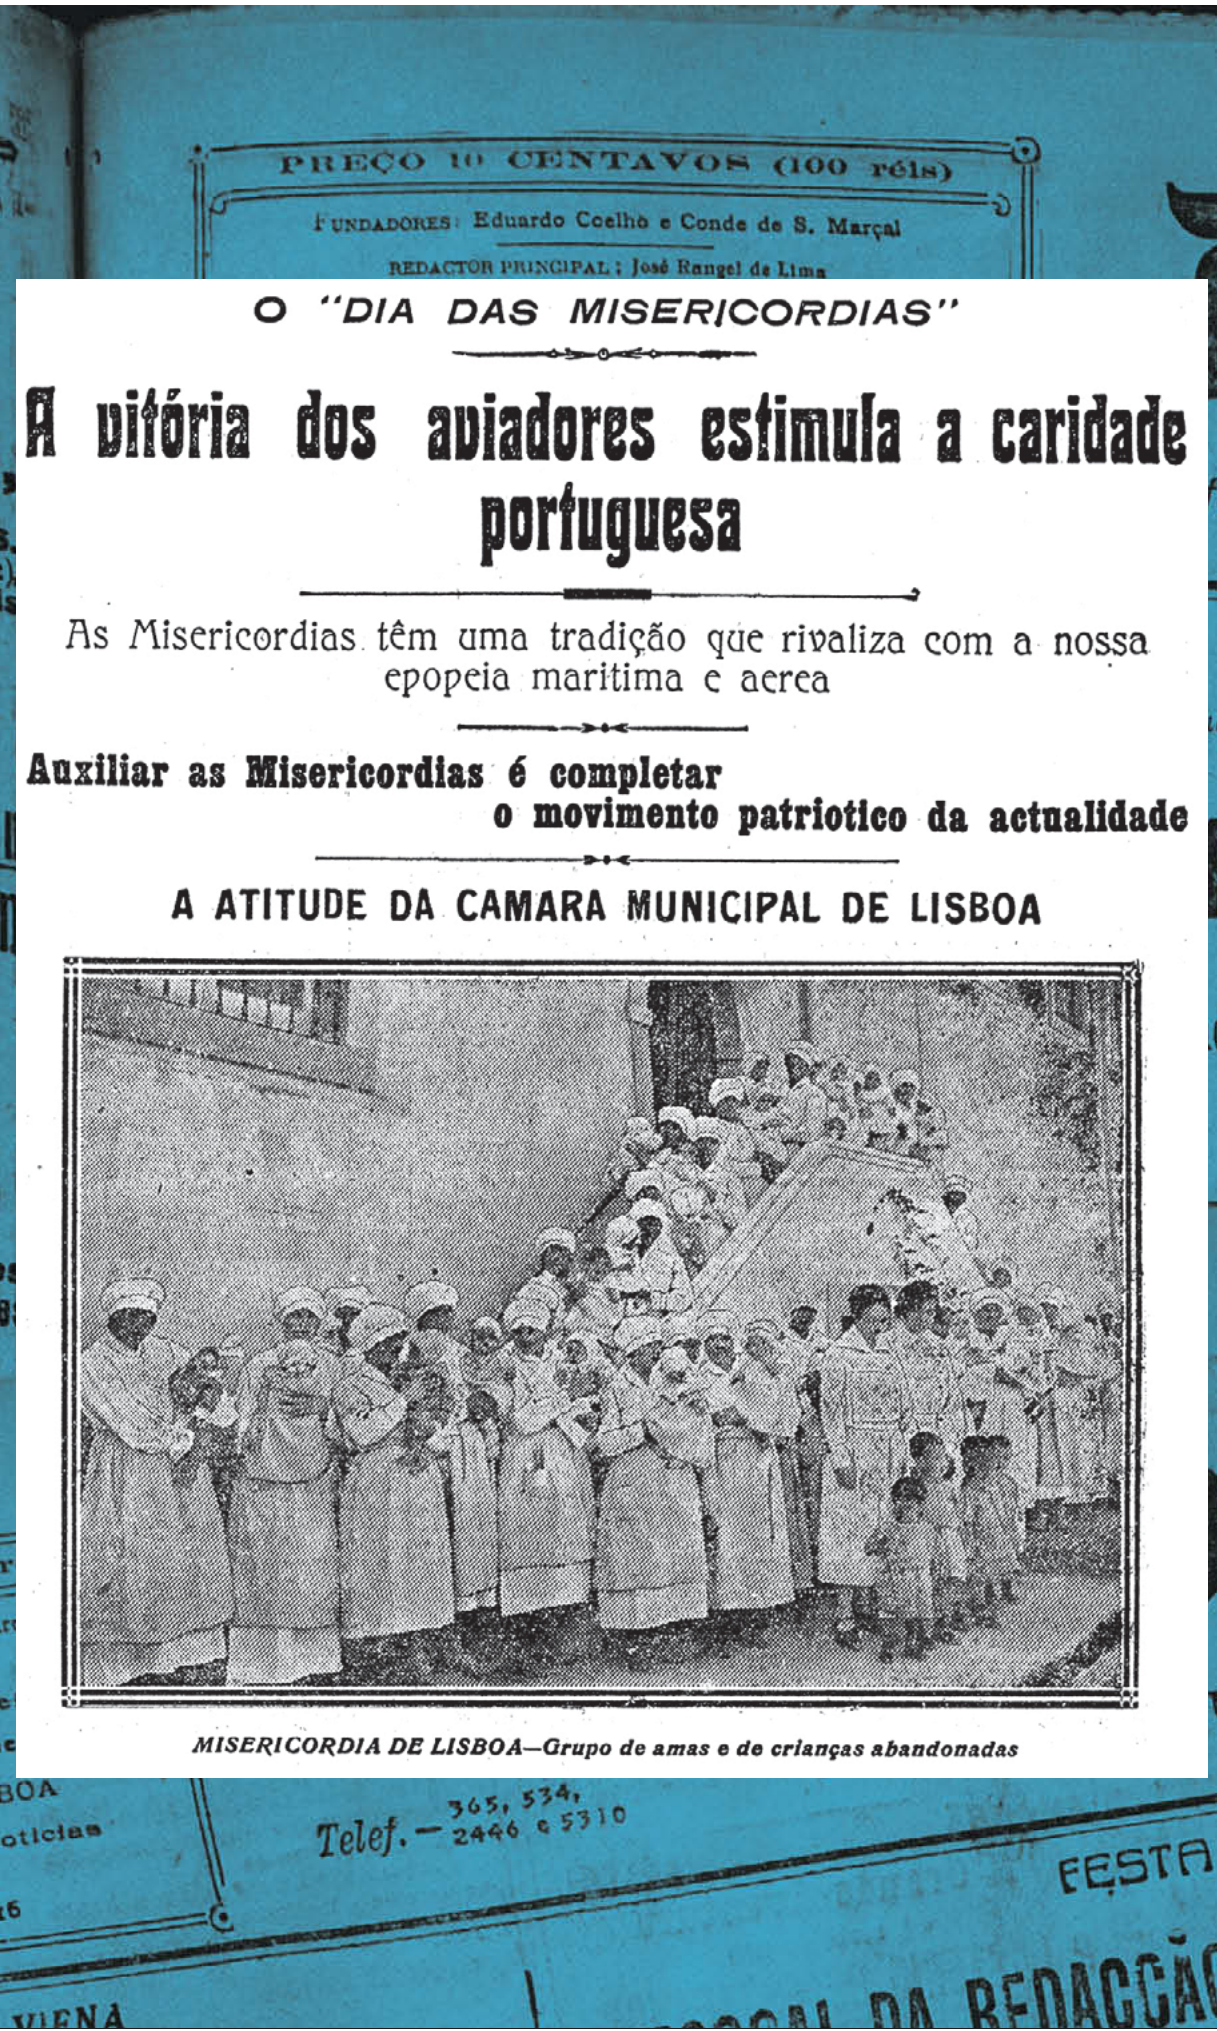 PREÇO 10 CENTAVOS (100 réis)
FUNDADORES: Eduardo Coelho e Conde de S. Marçal
REDACTOR PRINCIPAL: José Rangel de Lima
O "DIA DAS MISERICORDIAS"
A vitória dos aviadores estimula a caridade
portuguesa
As Misericordias têm uma tradição que rivaliza com a nossa
epopeia maritima e aerea
Auxiliar as Misericordias é completar
o movimento patriotico da actualidade
A ATITUDE DA CAMARA MUNICIPAL DE LISBOA
MISERICORDIA DE LISBOA—Grupo de amas e de crianças abandonadas
BOA
oticias
Telef.— 365, 534,
2446 e 5310
FESTA
16
DA REDACÇÃO
VIENA